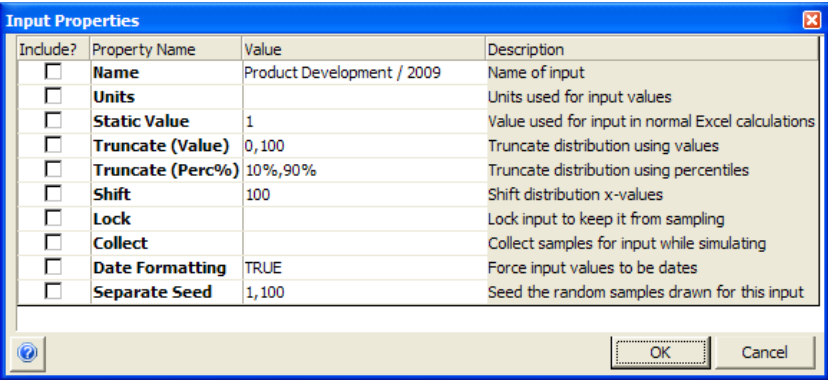 Input Properties
Include? Property Name Value Description
Name Product Development / 2009 Name of input
Units Units used for input values
Static Value 1 Value used for input in normal Excel calculations
Truncate (Value) 0,100 Truncate distribution using values
Truncate (Perc%) 10%,90% Truncate distribution using percentiles
Shift 100 Shift distribution x-values
Lock Lock input to keep it from sampling
Collect Collect samples for input while simulating
Date Formatting TRUE Force input values to be dates
Separate Seed 1,100 Seed the random samples drawn for this input
? OK Cancel